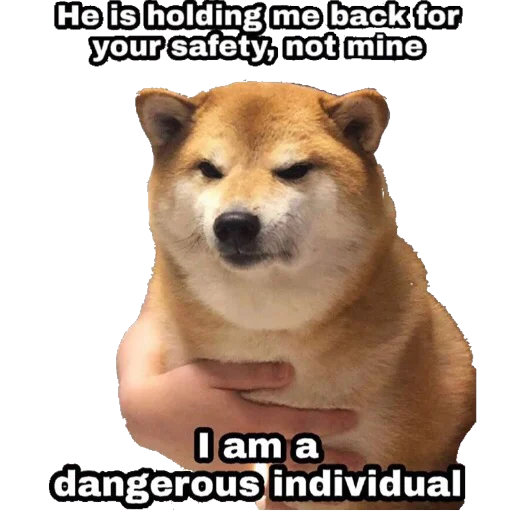 He is holding me back for
your safety, not mine
I am a
dangerous individual